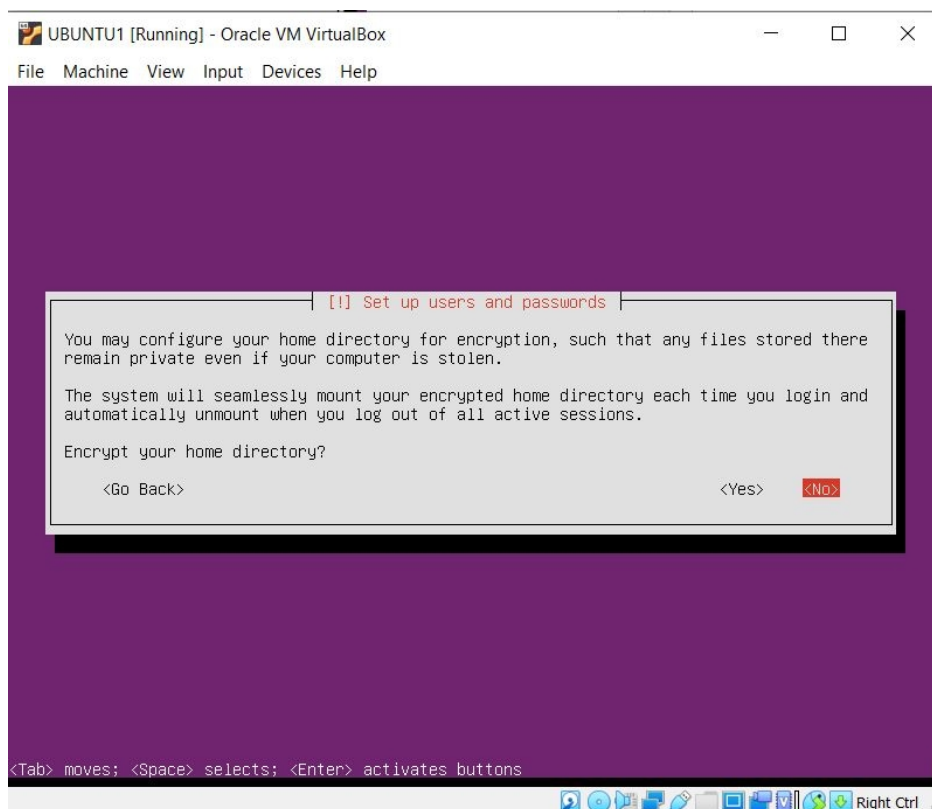 UBUNTU1 [Running] - Oracle VM VirtualBox
File Machine View Input Devices Help
[!] Set up users and passwords
You may configure your home directory for encryption, such that any files stored there
remain private even if your computer is stolen.
The system will seamlessly mount your encrypted home directory each time you login and
automatically unmount when you log out of all active sessions.
Encrypt your home directory?
<Go Back> <Yes> <No>
<Tab> moves; <Space> selects; <Enter> activates buttons
Right Ctrl